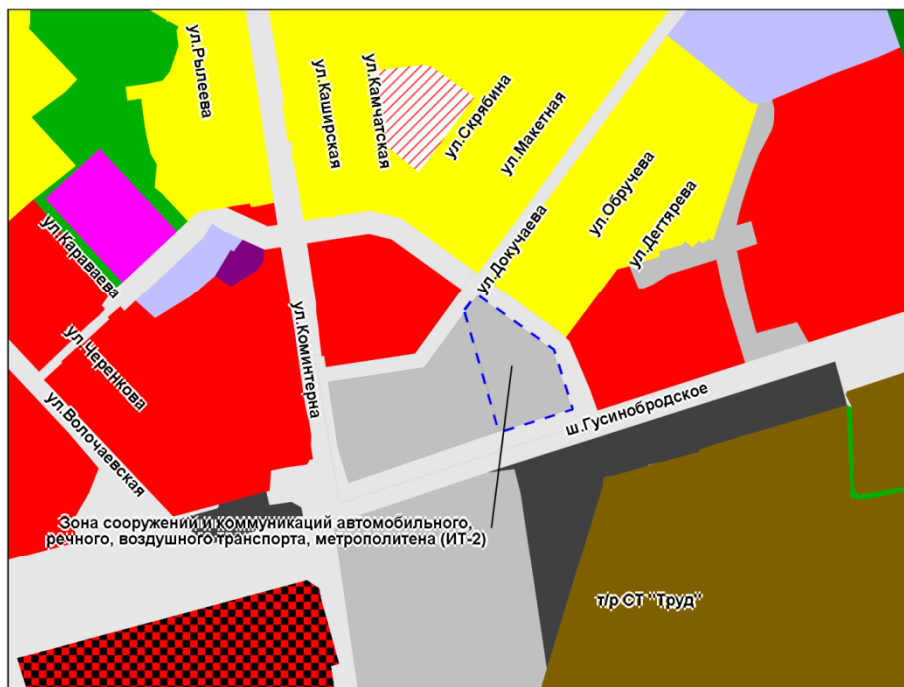 ул.Рылеева
ул.Каширская
ул.Камчатская
ул.Скрябина
ул.Макетная
ул.Обручева
ул.Дегтярева
ул.Докучаева
ул.Караваева
ул.Черенкова
ул.Волочаевская
ул.Коминтерна
ш.Гусинобродское
Зона сооружений и коммуникаций автомобильного,
речного, воздушного транспорта, метрополитена (ИТ-2)
т/р СТ "Труд"